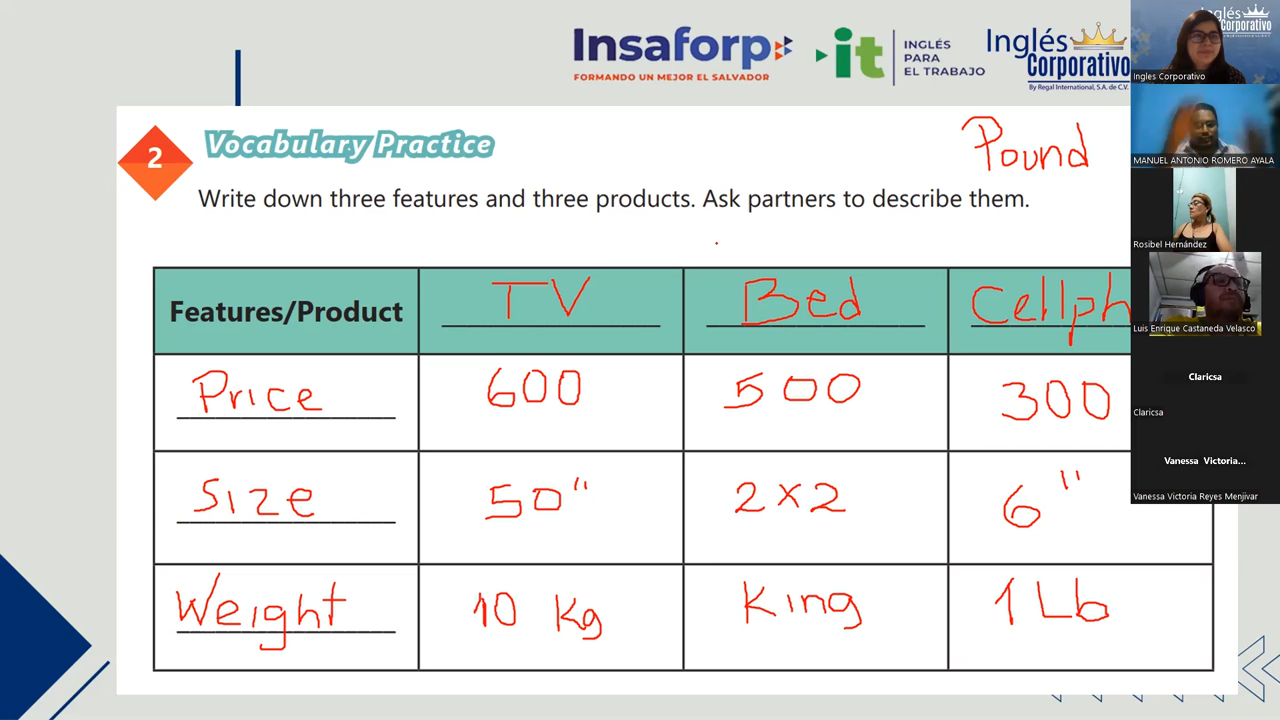 Insaforp
FORMANDO UN MEJOR EL SALVADOR
it
INGLÉS
PARA
EL TRABAJO
Inglés
Corporativo
By Regal International, S.A. de C.V.
Inglés
Corporativo
Ingles Corporativo
MANUEL ANTONIO ROMERO AYALA
Rosibel Hernández
Luis Enrique Castaneda Velasco
Claricsa
Claricsa
Vanessa Victoria...
Vanessa Victoria Reyes Menjivar
2
Vocabulary Practice
Pound
Write down three features and three products. Ask partners to describe them.
Features/Product TV Bed Cellph
Price 600 500 300
Size 50" 2x2 6"
Weight 10 Kg King 1 Lb